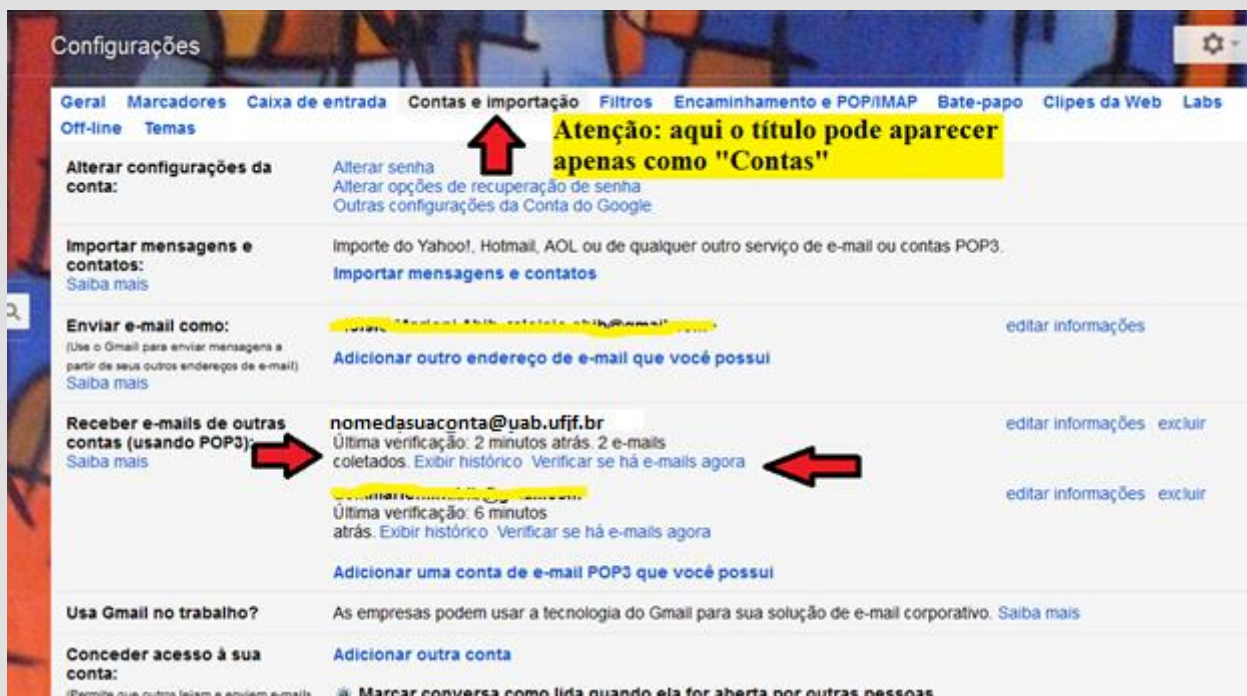 Configurações
Geral Marcadores Caixa de entrada Contas e importação Filtros Encaminhamento e POP/IMAP Bate-papo Clipes da Web Labs
Off-line Temas
Atenção: aqui o título pode aparecer
apenas como "Contas"
Alterar configurações da
conta:
Alterar senha
Alterar opções de recuperação de senha
Outras configurações da Conta do Google
Importar mensagens e
contatos:
Saiba mais
Importe do Yahoo!, Hotmail, AOL ou de qualquer outro serviço de e-mail ou contas POP3.
Importar mensagens e contatos
Enviar e-mail como:
(Use o Gmail para enviar mensagens a
partir de seus outros endereços de e-mail)
Saiba mais
editar informações
Adicionar outro endereço de e-mail que você possui
Receber e-mails de outras
contas (usando POP3):
Saiba mais
nomedasuaconta@uab.ufjf.br
editar informações excluir
Última verificação: 2 minutos atrás. 2 e-mails
coletados. Exibir histórico Verificar se há e-mails agora
editar informações excluir
Última verificação: 6 minutos
atrás. Exibir histórico Verificar se há e-mails agora
Adicionar uma conta de e-mail POP3 que você possui
Usa Gmail no trabalho?
As empresas podem usar a tecnologia do Gmail para sua solução de e-mail corporativo. Saiba mais
Conceder acesso à sua
conta:
(Permite que outros leiam e enviem e-mails
Adicionar outra conta
Marcar conversa como lida quando ela for aberta por outras pessoas